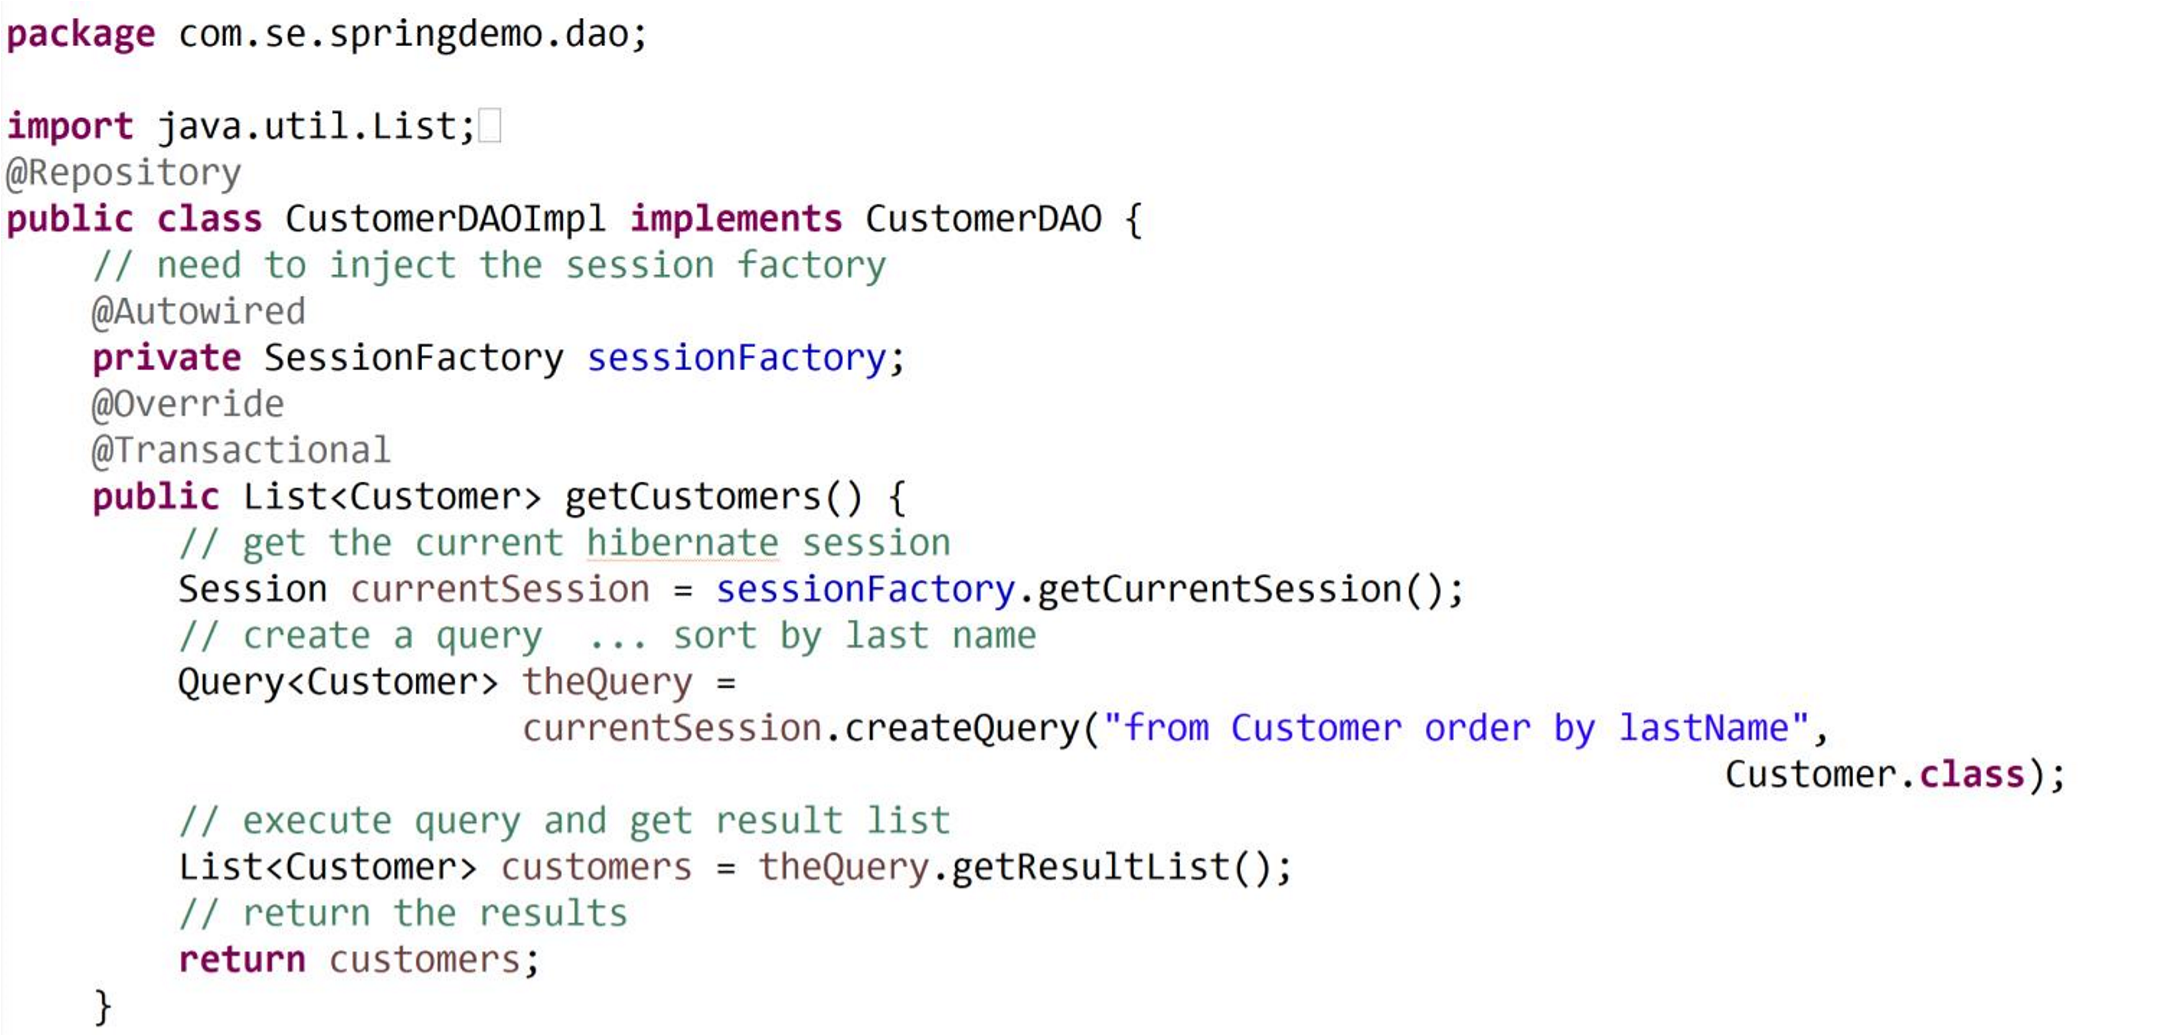 package com.se.springdemo.dao;
import java.util.List;
@Repository
public class CustomerDAOImpl implements CustomerDAO {
// need to inject the session factory
@Autowired
private SessionFactory sessionFactory;
@Override
@Transactional
public List<Customer> getCustomers() {
// get the current hibernate session
Session currentSession = sessionFactory.getCurrentSession();
// create a query  ... sort by last name
Query<Customer> theQuery =
currentSession.createQuery("from Customer order by lastName",
Customer.class);
// execute query and get result list
List<Customer> customers = theQuery.getResultList();
// return the results
return customers;
}